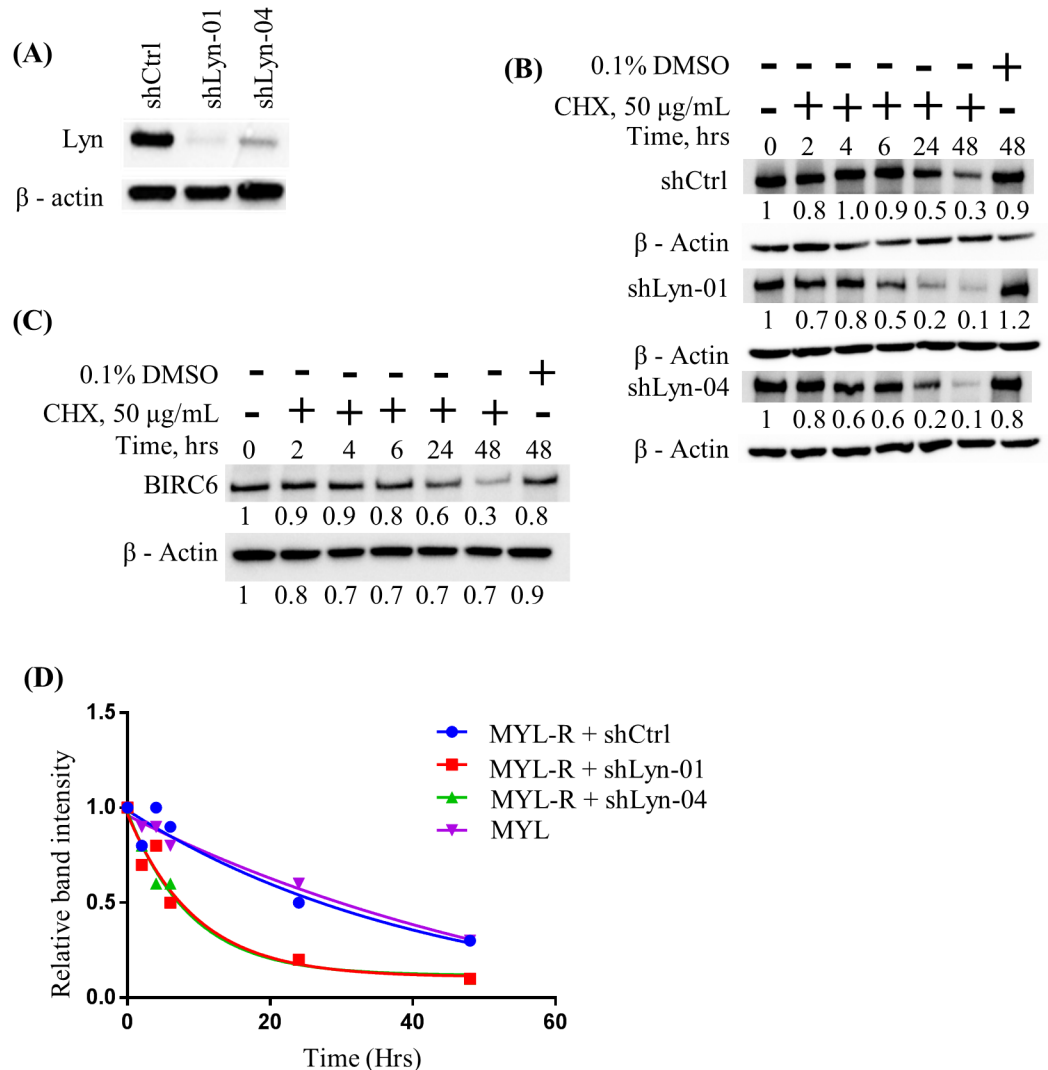 (A)
shCtrl
shLyn-01
shLyn-04
Lyn
β - actin
(B)
0.1% DMSO - - - - - - +
CHX, 50 µg/mL - + + + + + -
Time, hrs 0 2 4 6 24 48 48
shCtrl
1 0.8 1.0 0.9 0.5 0.3 0.9
β - Actin
shLyn-01
1 0.7 0.8 0.5 0.2 0.1 1.2
β - Actin
shLyn-04
1 0.8 0.6 0.6 0.2 0.1 0.8
β - Actin
(C)
0.1% DMSO - - - - - - +
CHX, 50 µg/mL - + + + + + -
Time, hrs 0 2 4 6 24 48 48
BIRC6
1 0.9 0.9 0.8 0.6 0.3 0.8
β - Actin
1 0.8 0.7 0.7 0.7 0.7 0.9
(D)
Relative band intensity
1.5
1.0
0.5
0.0
0 20 40 60
Time (Hrs)
MYL-R + shCtrl
MYL-R + shLyn-01
MYL-R + shLyn-04
MYL